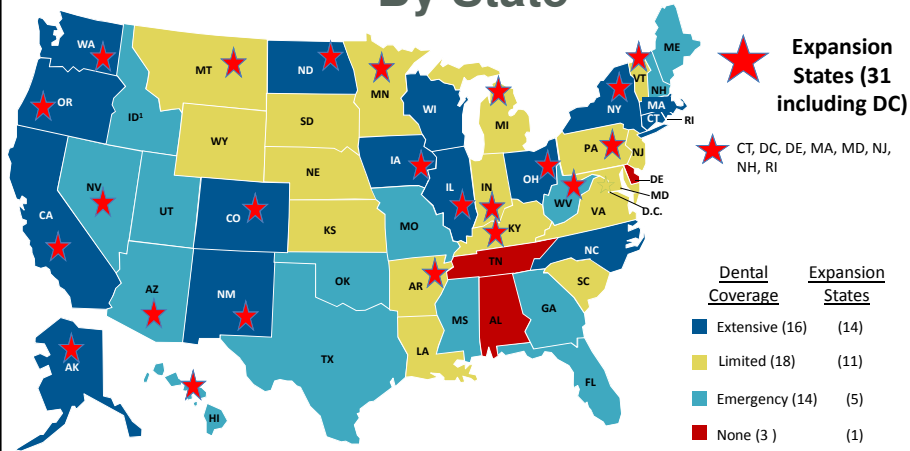 By State
WA
MT
ND
MN
ME
VT
NH
OR
ID¹
WY
SD
WI
MI
NY
MA
CT
RI
NE
IA
PA
NJ
NV
UT
CO
KS
MO
IL
IN
OH
WV
VA
DE
MD
D.C.
KY
CA
AZ
NM
OK
AR
TN
NC
SC
TX
LA
MS
AL
GA
FL
AK
HI
Expansion
States (31
including DC)
CT, DC, DE, MA, MD, NJ,
NH, RI
Dental Expansion
Coverage States
Extensive (16) (14)
Limited (18) (11)
Emergency (14) (5)
None (3 ) (1)